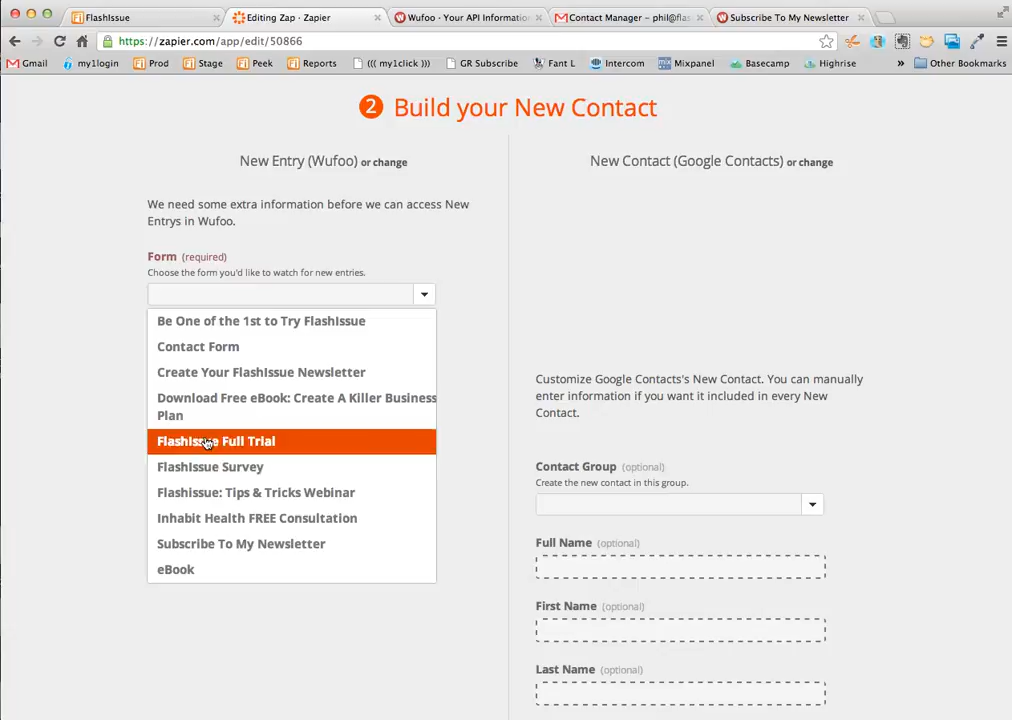 FlashIssue
Editing Zap - Zapier
Wufoo · Your API Informatio
Contact Manager – phil@fla
Subscribe To My Newsletter
https://zapier.com/app/edit/50866
Gmail
my1login
Prod
Stage
Peek
Reports
((( my1click )))
GR Subscribe
Fant L
Intercom
Mixpanel
Basecamp
Highrise
»
Other Bookmarks
2 Build your New Contact
New Entry (Wufoo) or change
We need some extra information before we can access New
Entrys in Wufoo.
Form (required)
Choose the form you'd like to watch for new entries.
Be One of the 1st to Try FlashIssue
Contact Form
Create Your FlashIssue Newsletter
Download Free eBook: Create A Killer Business
Plan
FlashIssue Full Trial
FlashIssue Survey
Flashissue: Tips & Tricks Webinar
Inhabit Health FREE Consultation
Subscribe To My Newsletter
eBook
New Contact (Google Contacts) or change
Customize Google Contacts's New Contact. You can manually
enter information if you want it included in every New
Contact.
Contact Group (optional)
Create the new contact in this group.
Full Name (optional)
First Name (optional)
Last Name (optional)